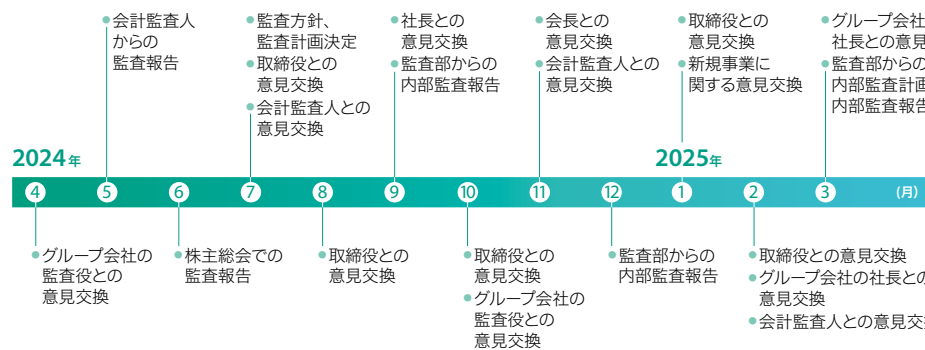 会計監査人
からの
監査報告
監査方針、
監査計画決定
取締役との
意見交換
会計監査人との
意見交換
社長との
意見交換
監査部からの
内部監査報告
会長との
意見交換
会計監査人との
意見交換
取締役との
意見交換
新規事業に
関する意見交換
グループ会社
社長との意見
監査部からの
内部監査計画
内部監査報告
2024年
2025年
4 5 6 7 8 9 10 11 12 1 2 3 (月)
グループ会社の
監査役との
意見交換
株主総会での
監査報告
取締役との
意見交換
取締役との
意見交換
グループ会社の
監査役との
意見交換
監査部からの
内部監査報告
取締役との意見交換
グループ会社の社長との
意見交換
会計監査人との意見交